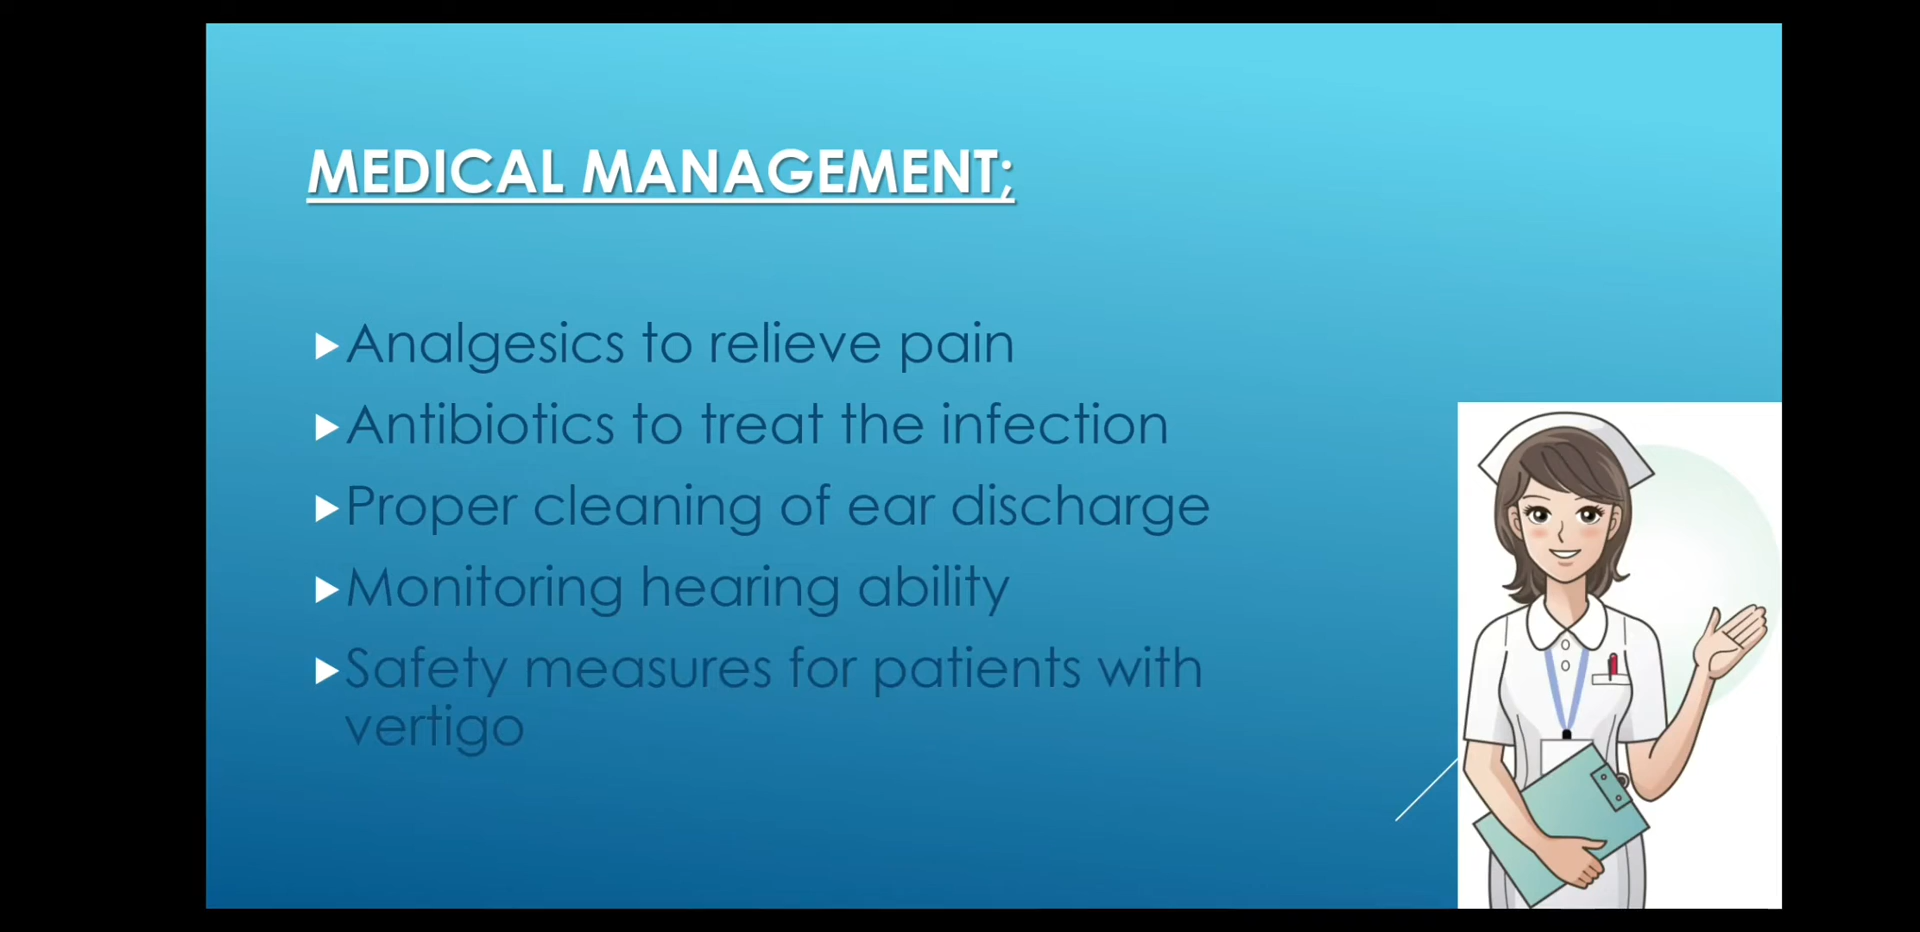 MEDICAL MANAGEMENT;
Analgesics to relieve pain
Antibiotics to treat the infection
Proper cleaning of ear discharge
Monitoring hearing ability
Safety measures for patients with
vertigo